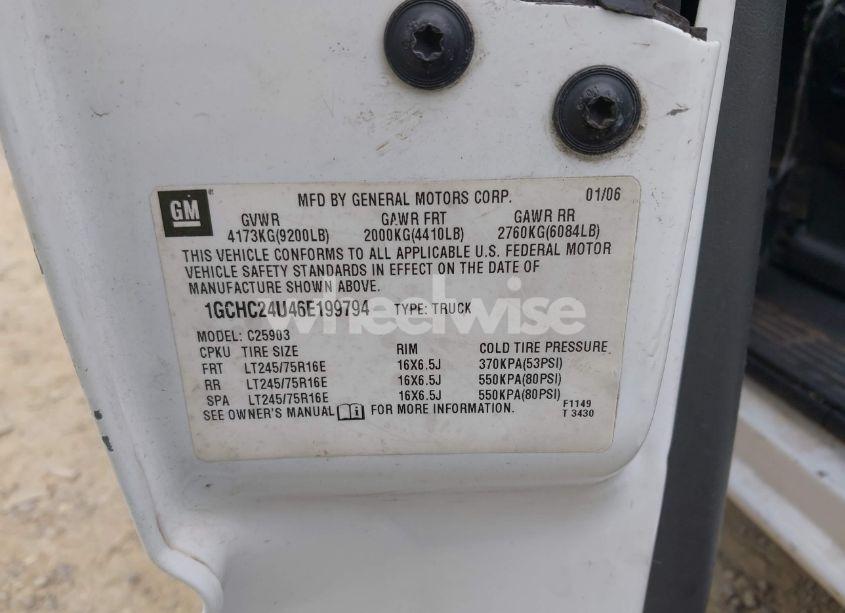 GM
MFD BY GENERAL MOTORS CORP. 01/06
GVWR GAWR FRT GAWR RR
4173KG(9200LB) 2000KG(4410LB) 2760KG(6084LB)
THIS VEHICLE CONFORMS TO ALL APPLICABLE U.S. FEDERAL MOTOR
VEHICLE SAFETY STANDARDS IN EFFECT ON THE DATE OF
MANUFACTURE SHOWN ABOVE.
1GCHC24U46E199794 TYPE: TRUCK
wheelwise
MODEL: C25903
CPKU TIRE SIZE RIM COLD TIRE PRESSURE
FRT LT245/75R16E 16X6.5J 370KPA(53PSI)
RR LT245/75R16E 16X6.5J 550KPA(80PSI)
SPA LT245/75R16E 16X6.5J 550KPA(80PSI)
SEE OWNER'S MANUAL FOR MORE INFORMATION. F1149
T 3430